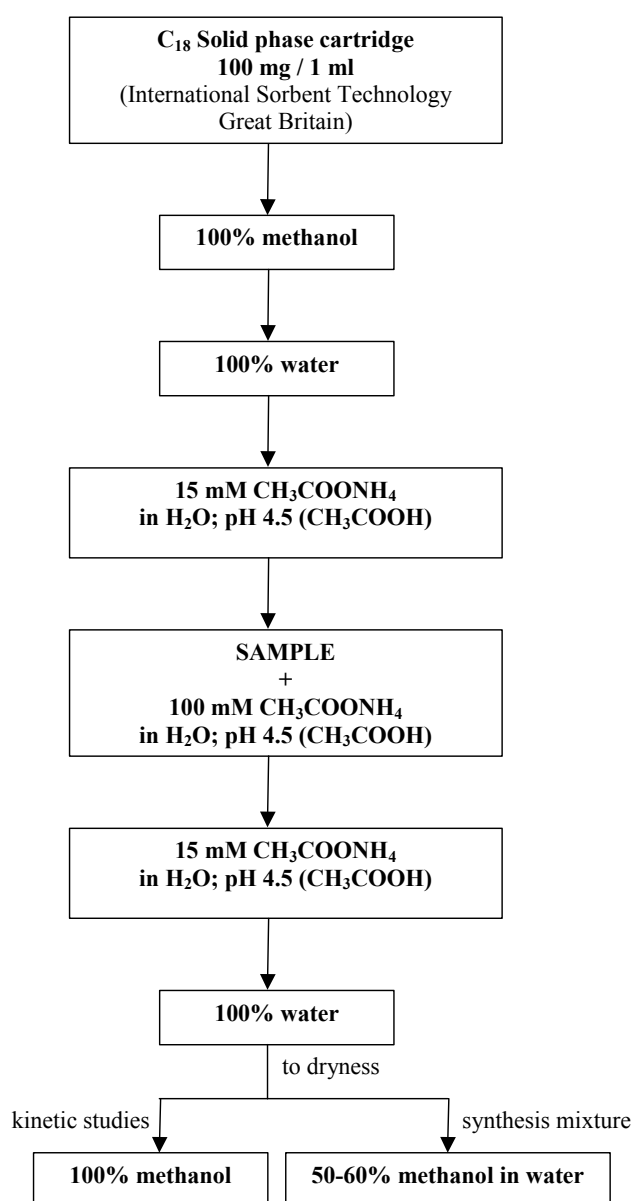 C₁₈ Solid phase cartridge
100 mg / 1 ml
(International Sorbent Technology
Great Britain)
100% methanol
100% water
15 mM CH₃COONH₄
in H₂O; pH 4.5 (CH₃COOH)
SAMPLE
+
100 mM CH₃COONH₄
in H₂O; pH 4.5 (CH₃COOH)
15 mM CH₃COONH₄
in H₂O; pH 4.5 (CH₃COOH)
100% water
to dryness
kinetic studies
synthesis mixture
100% methanol
50-60% methanol in water